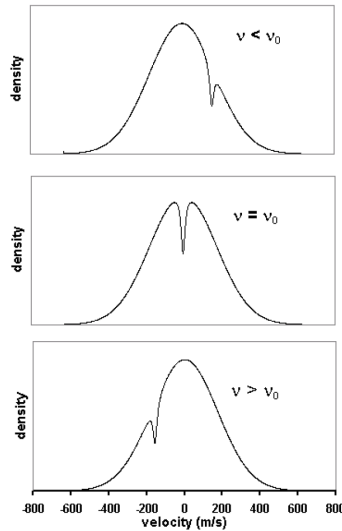 density
ν < ν₀
density
ν = ν₀
density
ν > ν₀
-800 -600 -400 -200 0 200 400 600 800
velocity (m/s)